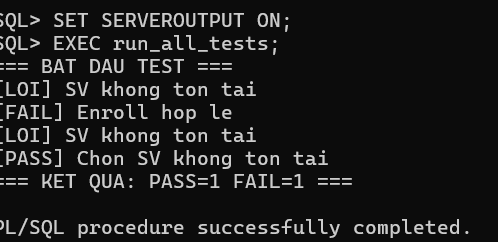 SQL> SET SERVEROUTPUT ON;
SQL> EXEC run_all_tests;
=== BAT DAU TEST ===
[LOI] SV khong ton tai
[FAIL] Enroll hop le
[LOI] SV khong ton tai
[PASS] Chon SV khong ton tai
=== KET QUA: PASS=1 FAIL=1 ===
PL/SQL procedure successfully completed.